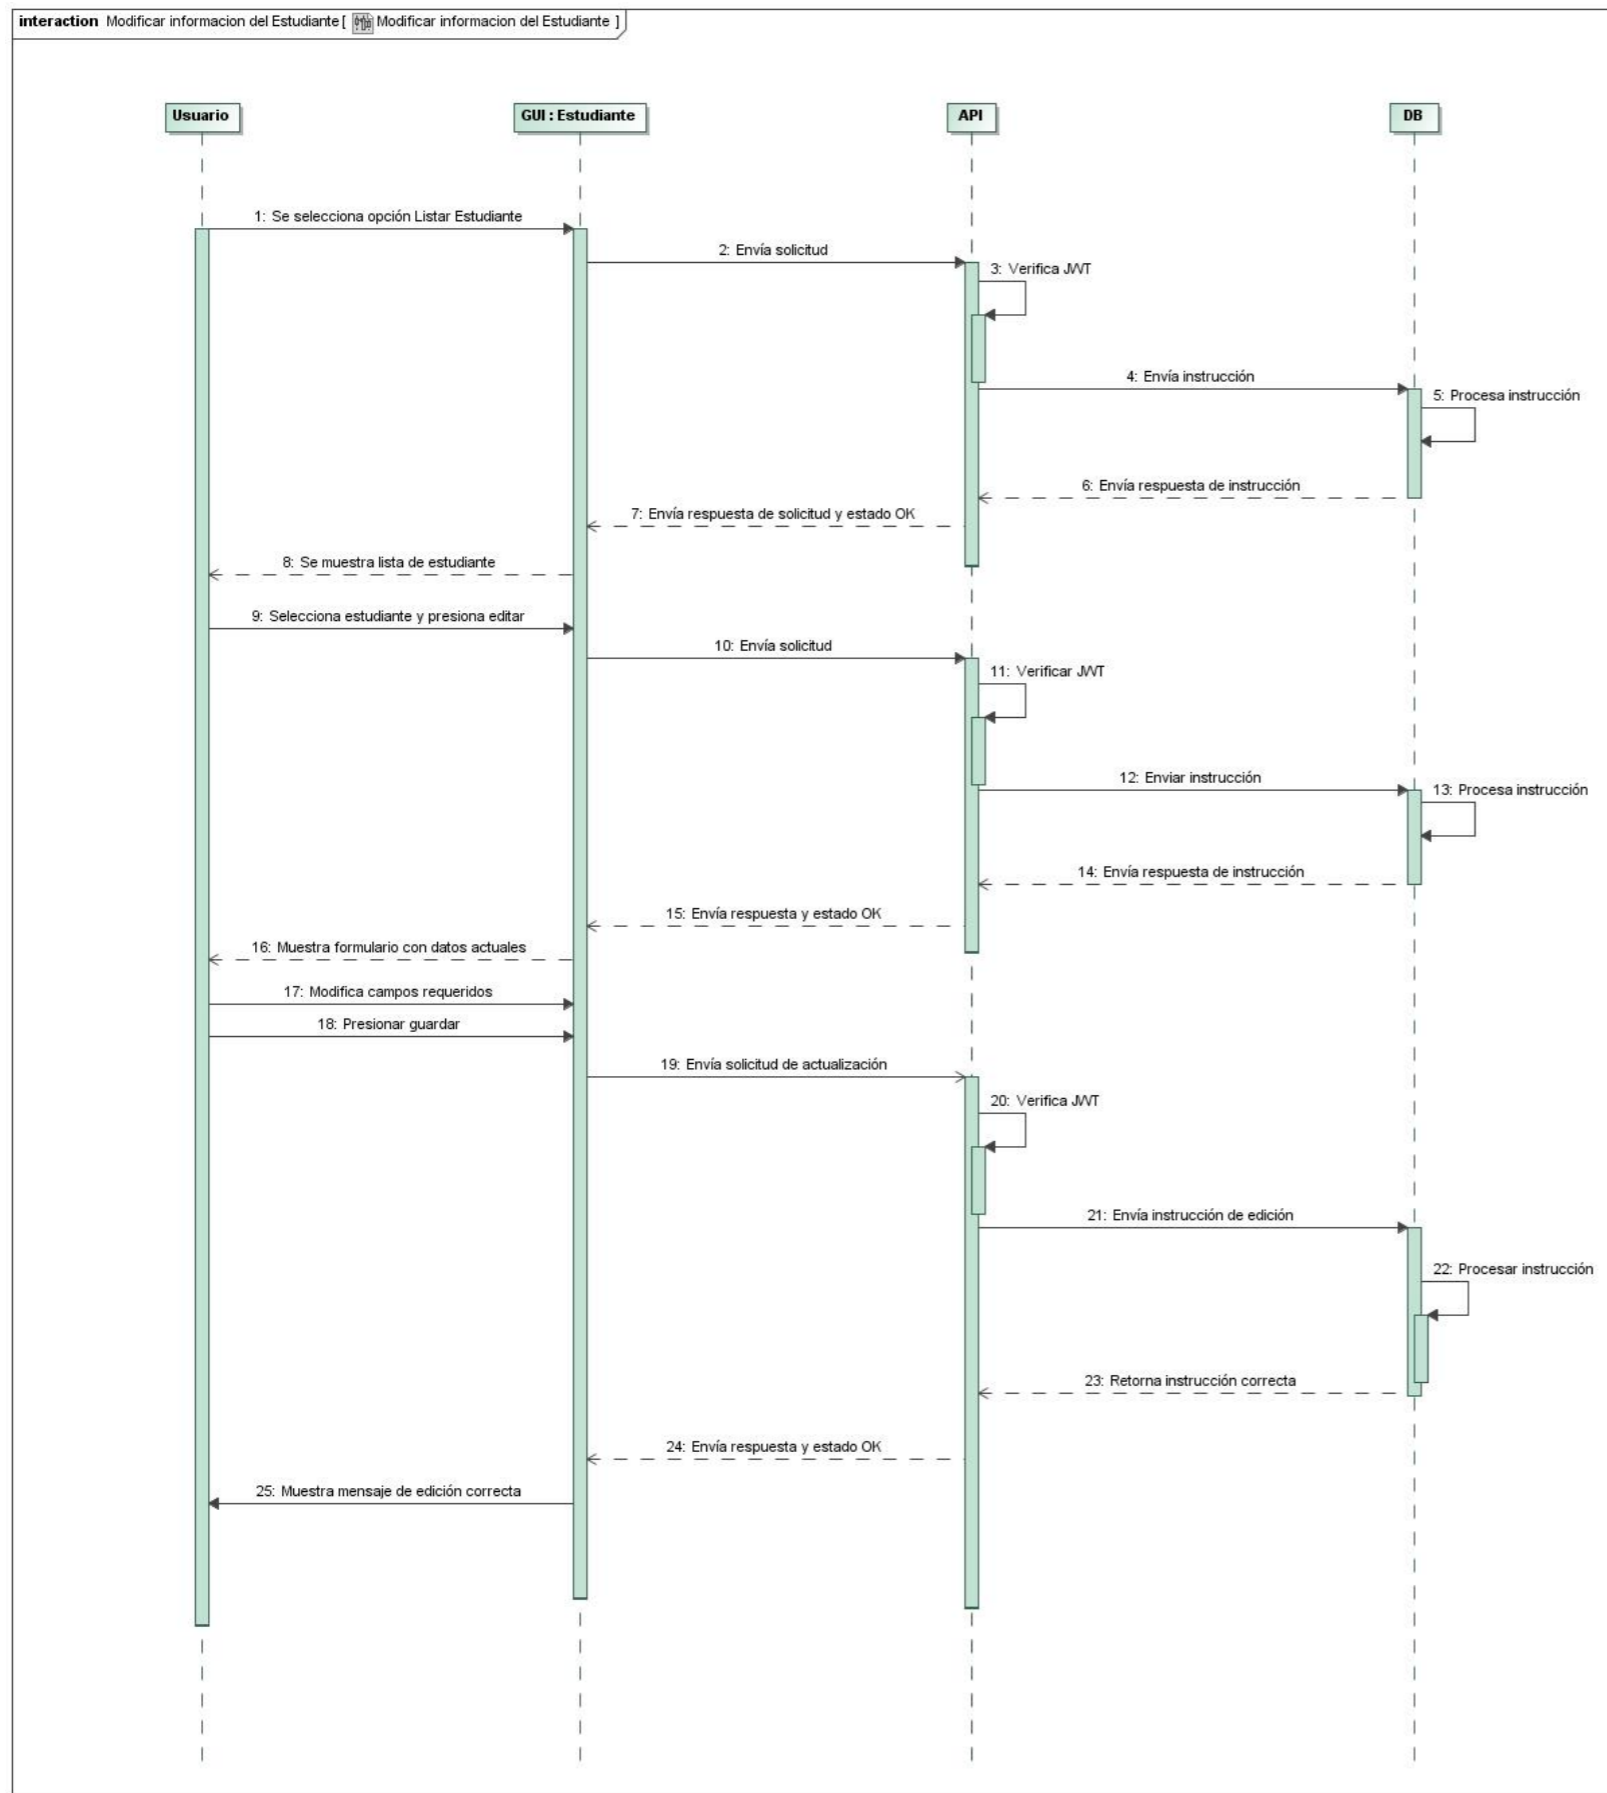 interaction Modificar informacion del Estudiante [ Modificar informacion del Estudiante ]
Usuario
GUI : Estudiante
API
DB
1: Se selecciona opción Listar Estudiante
2: Envía solicitud
3: Verifica JWT
4: Envía instrucción
5: Procesa instrucción
6: Envía respuesta de instrucción
7: Envía respuesta de solicitud y estado OK
8: Se muestra lista de estudiante
9: Selecciona estudiante y presiona editar
10: Envía solicitud
11: Verificar JWT
12: Enviar instrucción
13: Procesa instrucción
14: Envía respuesta de instrucción
15: Envía respuesta y estado OK
16: Muestra formulario con datos actuales
17: Modifica campos requeridos
18: Presionar guardar
19: Envía solicitud de actualización
20: Verifica JWT
21: Envía instrucción de edición
22: Procesar instrucción
23: Retorna instrucción correcta
24: Envía respuesta y estado OK
25: Muestra mensaje de edición correcta